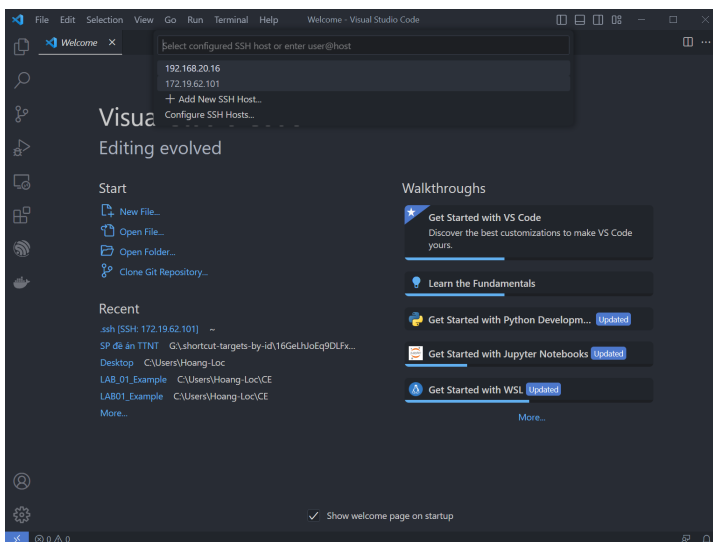 File Edit Selection View Go Run Terminal Help Welcome - Visual Studio Code
Welcome
Select configured SSH host or enter user@host
192.168.20.16
172.19.62.101
+ Add New SSH Host...
Configure SSH Hosts...
Visua
Editing evolved
Start
New File...
Open File...
Open Folder...
Clone Git Repository...
Recent
.ssh [SSH: 172.19.62.101] ~
SP đề án TTNT G:\.shortcut-targets-by-id\16GeLhJoEq9DLFx...
Desktop C:\Users\Hoang-Loc
LAB_01_Example C:\Users\Hoang-Loc\CE
LAB01_Example C:\Users\Hoang-Loc\CE
More...
Walkthroughs
Get Started with VS Code
Discover the best customizations to make VS Code
yours.
Learn the Fundamentals
Get Started with Python Developm... Updated
Get Started with Jupyter Notebooks Updated
Get Started with WSL Updated
More...
Show welcome page on startup
0 0